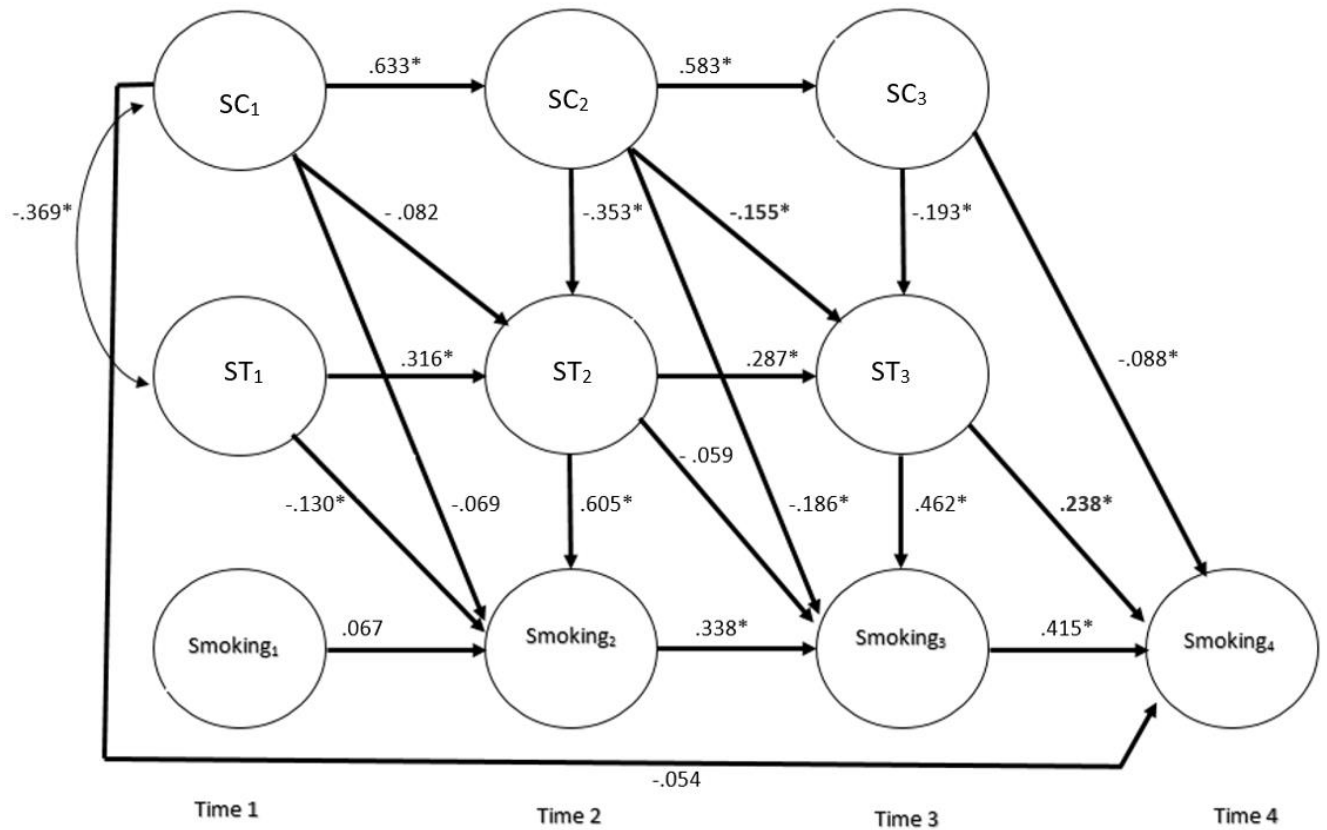 .633*
.583*
SC₁
SC₂
SC₃
-.369*
- .082
-.353*
-.155*
-.193*
-.088*
.316*
.287*
ST₁
ST₂
ST₃
- .059
-.130*
-.069
.605*
-.186*
.462*
.238*
.067
.338*
.415*
Smoking₁
Smoking₂
Smoking₃
Smoking₄
-.054
Time 1
Time 2
Time 3
Time 4